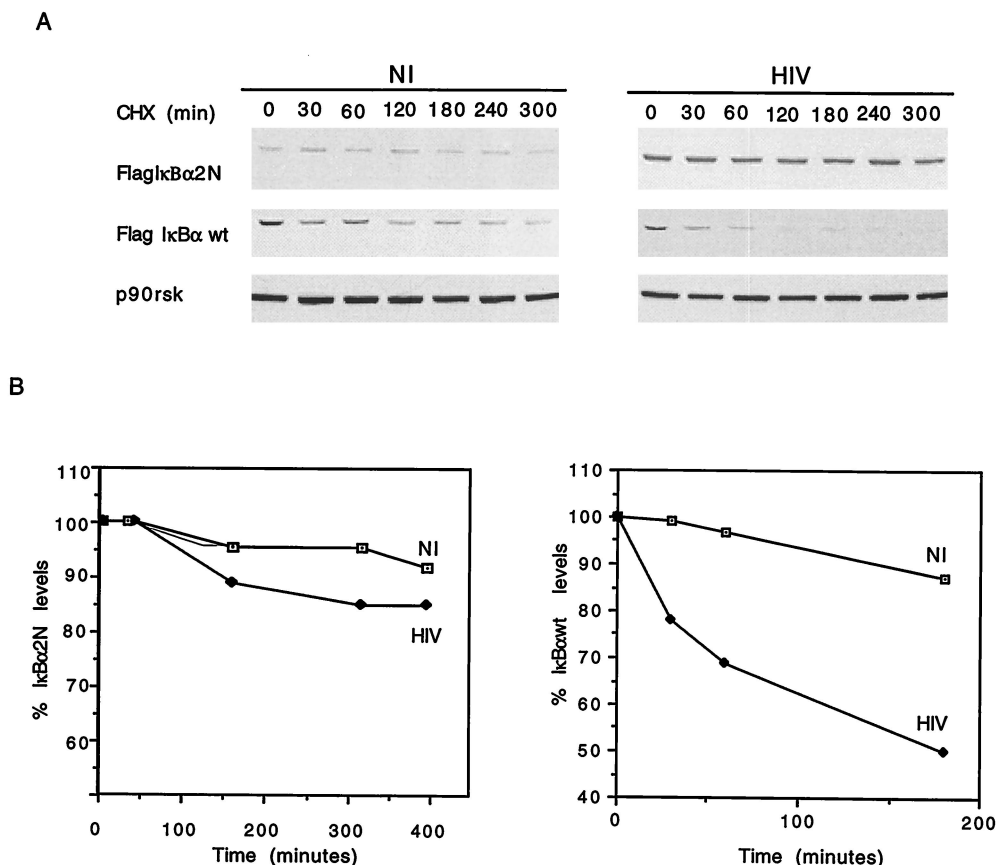 A
NI
HIV
CHX (min) 0 30 60 120 180 240 300 0 30 60 120 180 240 300
FlagIκBα2N
Flag IκBα wt
p90rsk
B
110
100
90
80
70
60
% IκBα2N levels
NI
HIV
0 100 200 300 400
Time (minutes)
110
100
90
80
70
60
50
40
% IκBαwt levels
NI
HIV
0 100 200
Time (minutes)